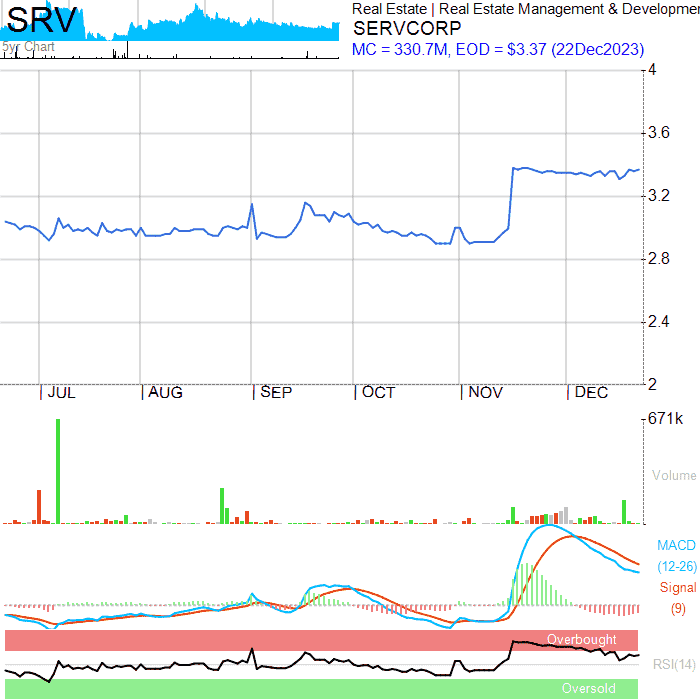 SRV
5yr Chart
Real Estate | Real Estate Management & Developmen
SERVCORP
MC = 330.7M, EOD = $3.37 (22Dec2023)
4
3.6
3.2
2.8
2.4
2
JUL AUG SEP OCT NOV DEC
671k
Volume
MACD
(12-26)
Signal
(9)
Overbought
RSI(14)
Oversold